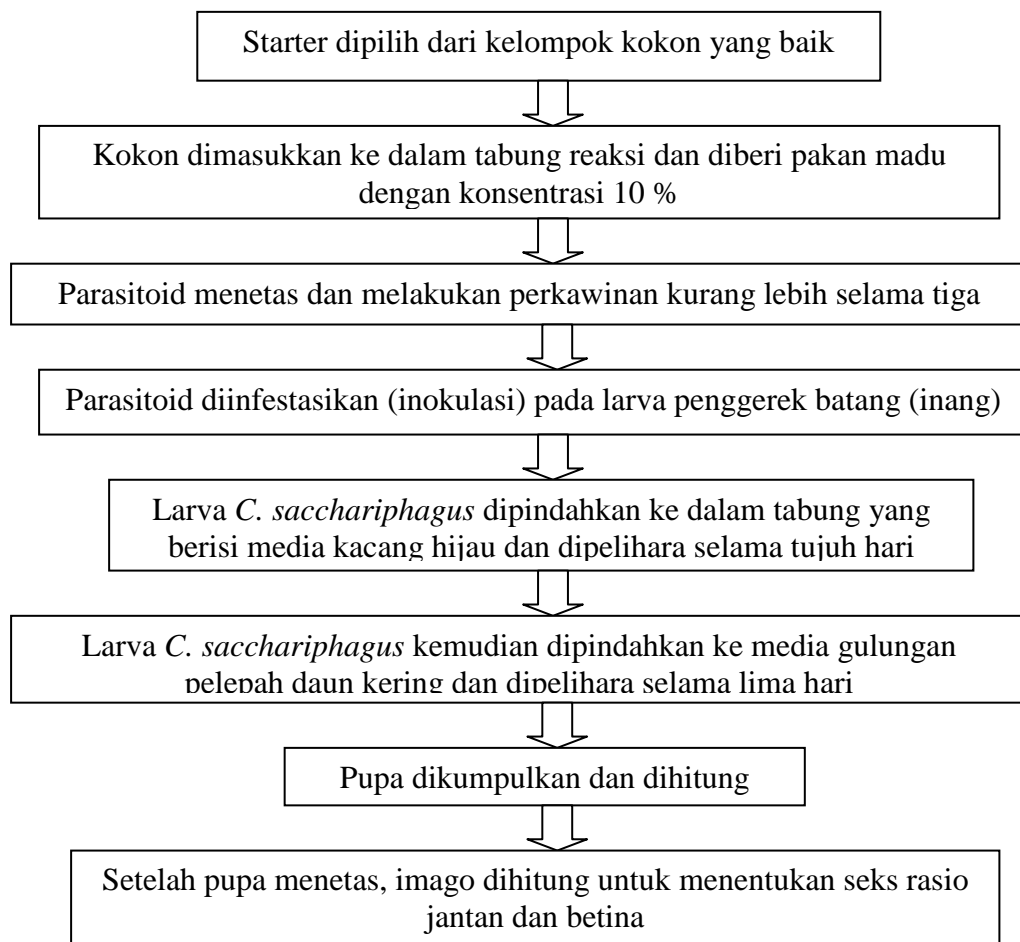 Starter dipilih dari kelompok kokon yang baik
Kokon dimasukkan ke dalam tabung reaksi dan diberi pakan madu
dengan konsentrasi 10 %
Parasitoid menetas dan melakukan perkawinan kurang lebih selama tiga
Parasitoid diinfestasikan (inokulasi) pada larva penggerek batang (inang)
Larva C. sacchariphagus dipindahkan ke dalam tabung yang
berisi media kacang hijau dan dipelihara selama tujuh hari
Larva C. sacchariphagus kemudian dipindahkan ke media gulungan
pelepah daun kering dan dipelihara selama lima hari
Pupa dikumpulkan dan dihitung
Setelah pupa menetas, imago dihitung untuk menentukan seks rasio
jantan dan betina